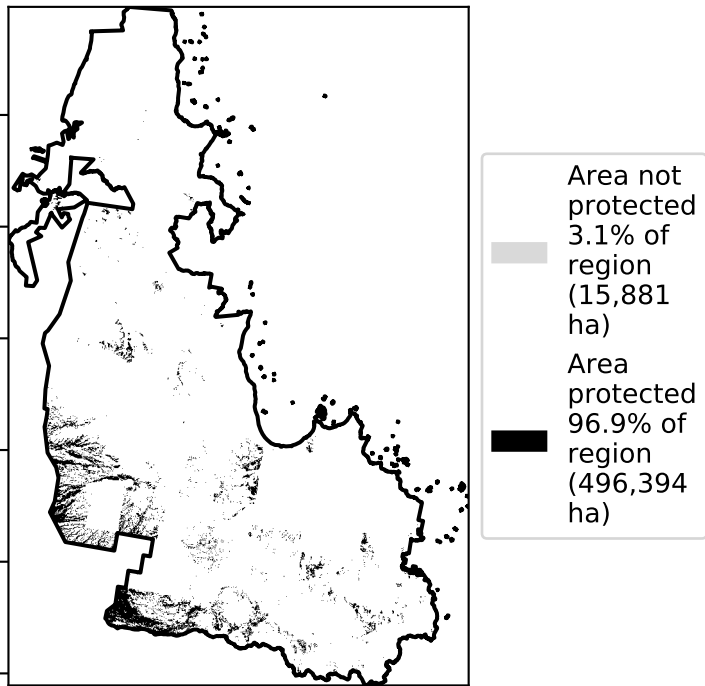 Area not
protected
3.1% of
region
(15,881
ha)
Area
protected
96.9% of
region
(496,394
ha)